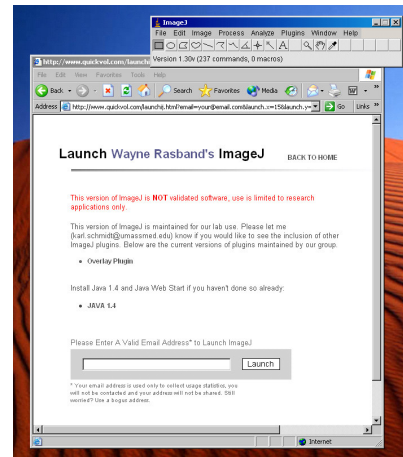 ImageJ
File Edit Image Process Analyze Plugins Window Help
A
Version 1.30v (237 commands, 0 macros)
http://www.quickvol.com/launchi
File Edit View Favorites Tools Help
Back Search Favorites Media
Address http://www.quickvol.com/launchij.html?email=your@email.com&launch.x=15&launch.y= Go Links »
Launch Wayne Rasband's ImageJ
BACK TO HOME
This version of ImageJ is NOT validated software, use is limited to research
applications only.
This version of ImageJ is maintained for our lab use. Please let me
(karl.schmidt@umassmed.edu) know if you would like to see the inclusion of other
ImageJ plugins. Below are the current versions of plugins maintained by our group.
• Overlay Plugin
Install Java 1.4 and Java Web Start if you haven't done so already:
• JAVA 1.4
Please Enter A Valid Email Address* to Launch ImageJ
Launch
* Your email address is used only to collect usage statistics, you
will not be contacted and your address will not be shared. Still
worried? Use a bogus address.
Internet